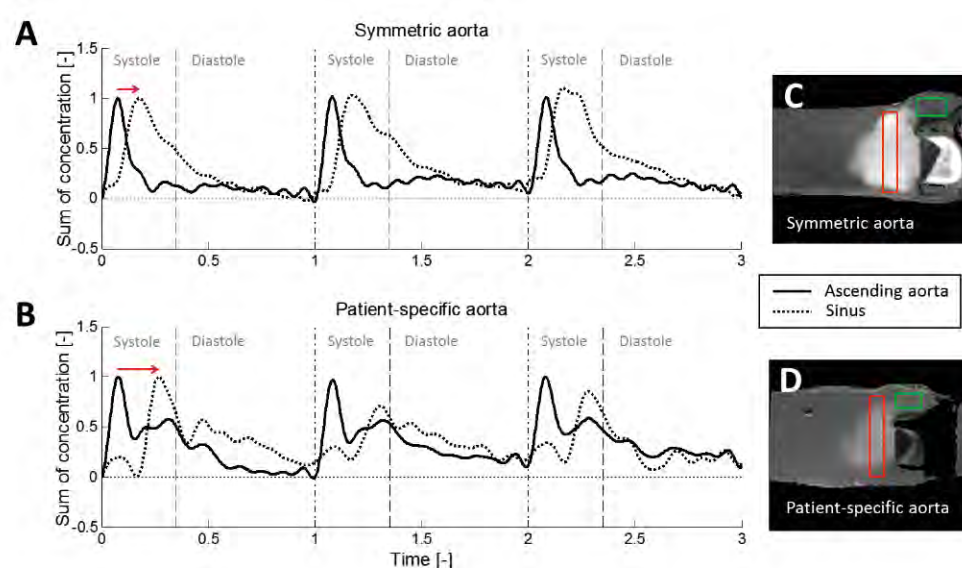 A
Symmetric aorta
Sum of concentration [-]
1.5
1
0.5
0
-0.5
Systole
Diastole
Systole
Diastole
Systole
Diastole
0
0.5
1
1.5
2
2.5
3
C
Symmetric aorta
Ascending aorta
Sinus
B
Patient-specific aorta
Sum of concentration [-]
1.5
1
0.5
0
-0.5
Systole
Diastole
Systole
Diastole
Systole
Diastole
0
0.5
1
1.5
2
2.5
3
Time [-]
D
Patient-specific aorta